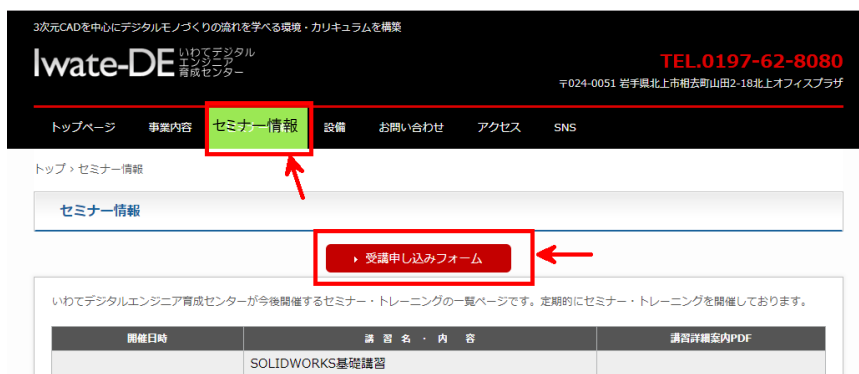 3次元CADを中心にデジタルモノづくりの流れを学べる環境・カリキュラムを構築
Iwate-DE いわてデジタル
エンジニア
育成センター
TEL.0197-62-8080
〒024-0051 岩手県北上市相去町山田2-18北上オフィスプラザ
トップページ 事業内容 セミナー情報 設備 お問い合わせ アクセス SNS
トップ › セミナー情報
セミナー情報
› 受講申し込みフォーム
いわてデジタルエンジニア育成センターが今後開催するセミナー・トレーニングの一覧ページです。定期的にセミナー・トレーニングを開催しております。
開催日時 講 習 名 ・ 内 容 講習詳細案内PDF
SOLIDWORKS基礎講習